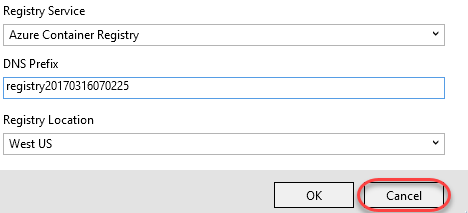 Registry Service
Azure Container Registry
DNS Prefix
registry20170316070225
Registry Location
West US
OK Cancel